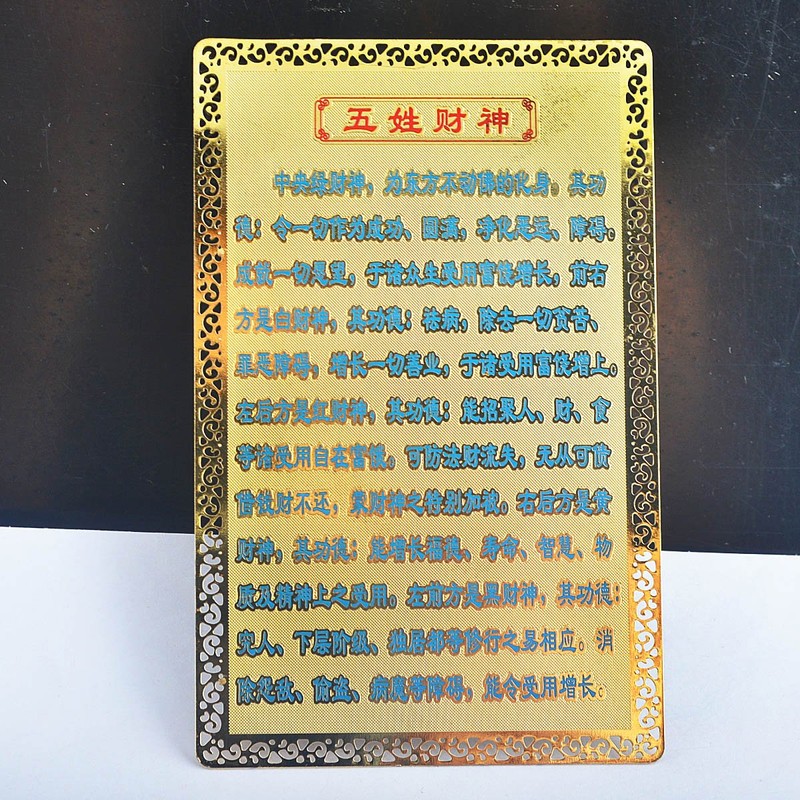 五姓财神
中央绿财神，为东方不动佛的化身。其功
德：令一切作为成功、圆满，净化恶运、障碍。
成就一切愿望，于诸众生受用富饶增长，前右
方是白财神，其功德：祛病，除去一切贫苦、
罪恶障碍，增长一切善业，于诸受用富饶增上。
左后方是红财神，其功德：能招聚人、财、食
等诸受用自在富饶。可防法财流失，无从可愤
借钱财不还，蒙财神之特别加被。右后方是黄
财神，其功德：能增长福德、寿命、智慧、物
质及精神上之受用，左前方是黑财神，其功德：
穷人、下层阶级、独居都等修行之易相应。消
除怨敌、偷盗、病魔等障碍，能令受用增长。